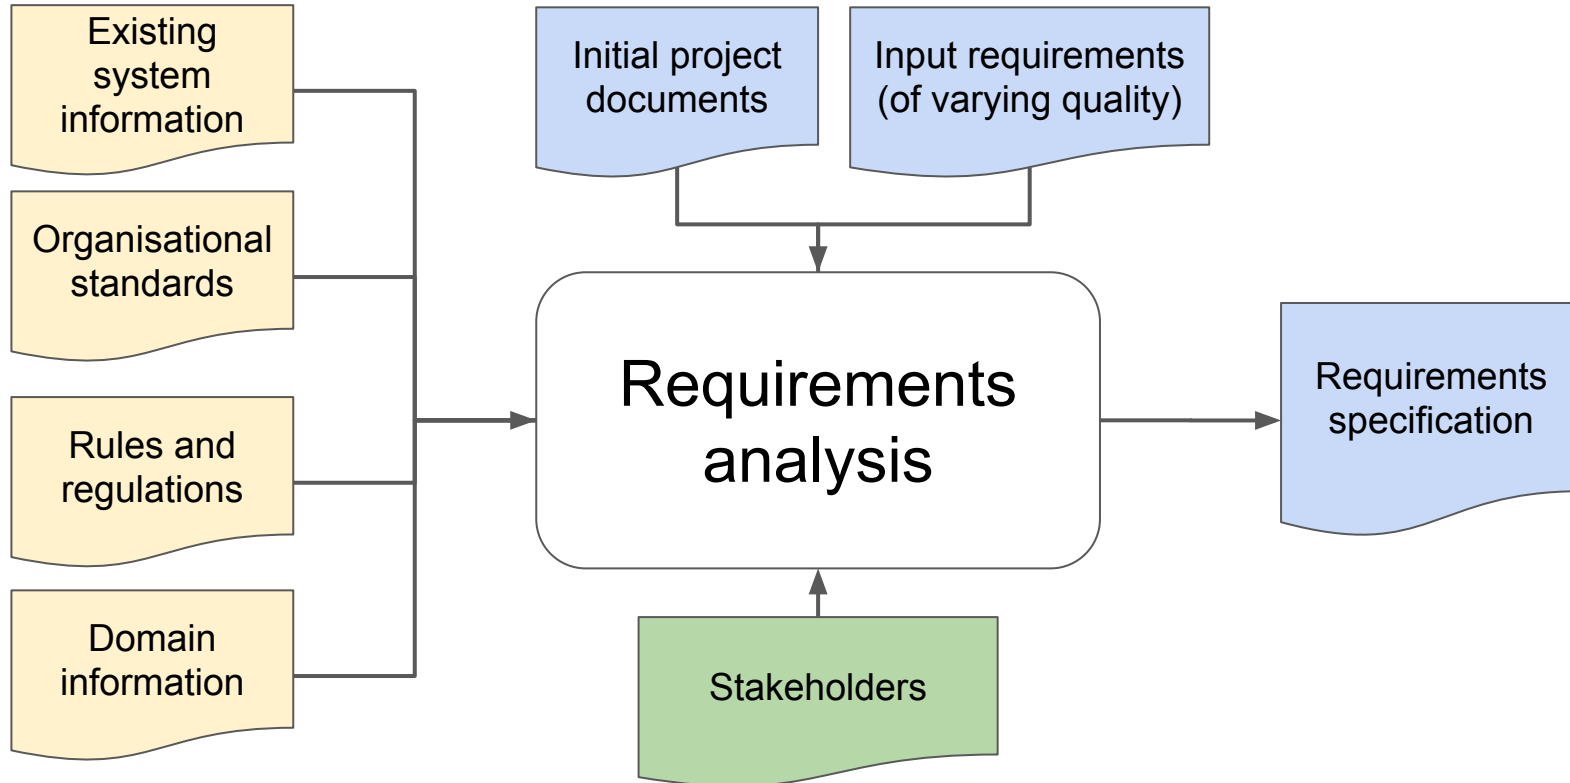 Existing
system
information
Initial project
documents
Input requirements
(of varying quality)
Organisational
standards
Requirements
analysis
Requirements
specification
Rules and
regulations
Domain
information
Stakeholders